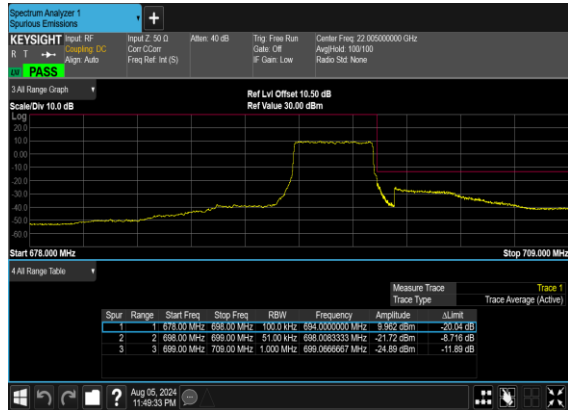 Spectrum Analyzer 1
Spurious Emissions
KEYSIGHT
R T
PASS
Input: RF
Coupling: DC
Align: Auto
Input Z: 50 Ω
Corr CCorr
Freq Ref: Int (S)
Atten: 40 dB
Trig: Free Run
Gate: Off
IF Gain: Low
Center Freq: 22.005000000 GHz
Avg|Hold: 100/100
Radio Std: None
3 All Range Graph
Scale/Div 10.0 dB
Ref Lvl Offset 10.50 dB
Ref Value 30.00 dBm
Log
20.0
10.0
0.00
-10.0
-20.0
-30.0
-40.0
-50.0
-60.0
Start 678.000 MHz
Stop 709.000 MHz
4 All Range Table
Measure Trace Trace 1
Trace Type Trace Average (Active)
Spur Range Start Freq Stop Freq RBW Frequency Amplitude ΔLimit
1 1 678.00 MHz 698.00 MHz 100.0 kHz 694.0000000 MHz 9.962 dBm -20.04 dB
2 2 698.00 MHz 699.00 MHz 51.00 kHz 698.0083333 MHz -21.72 dBm -8.716 dB
3 3 699.00 MHz 709.00 MHz 1.000 MHz 699.0666667 MHz -24.89 dBm -11.89 dB
Aug 05, 2024
11:49:33 PM